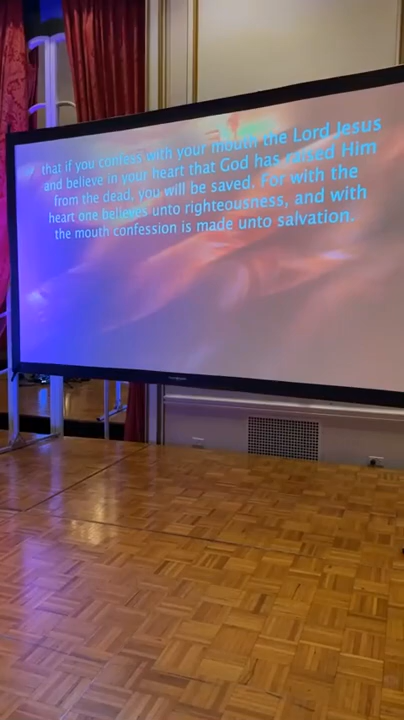 that if you confess with your mouth the Lord Jesus
and believe in your heart that God has raised Him
from the dead, you will be saved. For with the
heart one believes unto righteousness, and with
the mouth confession is made unto salvation.